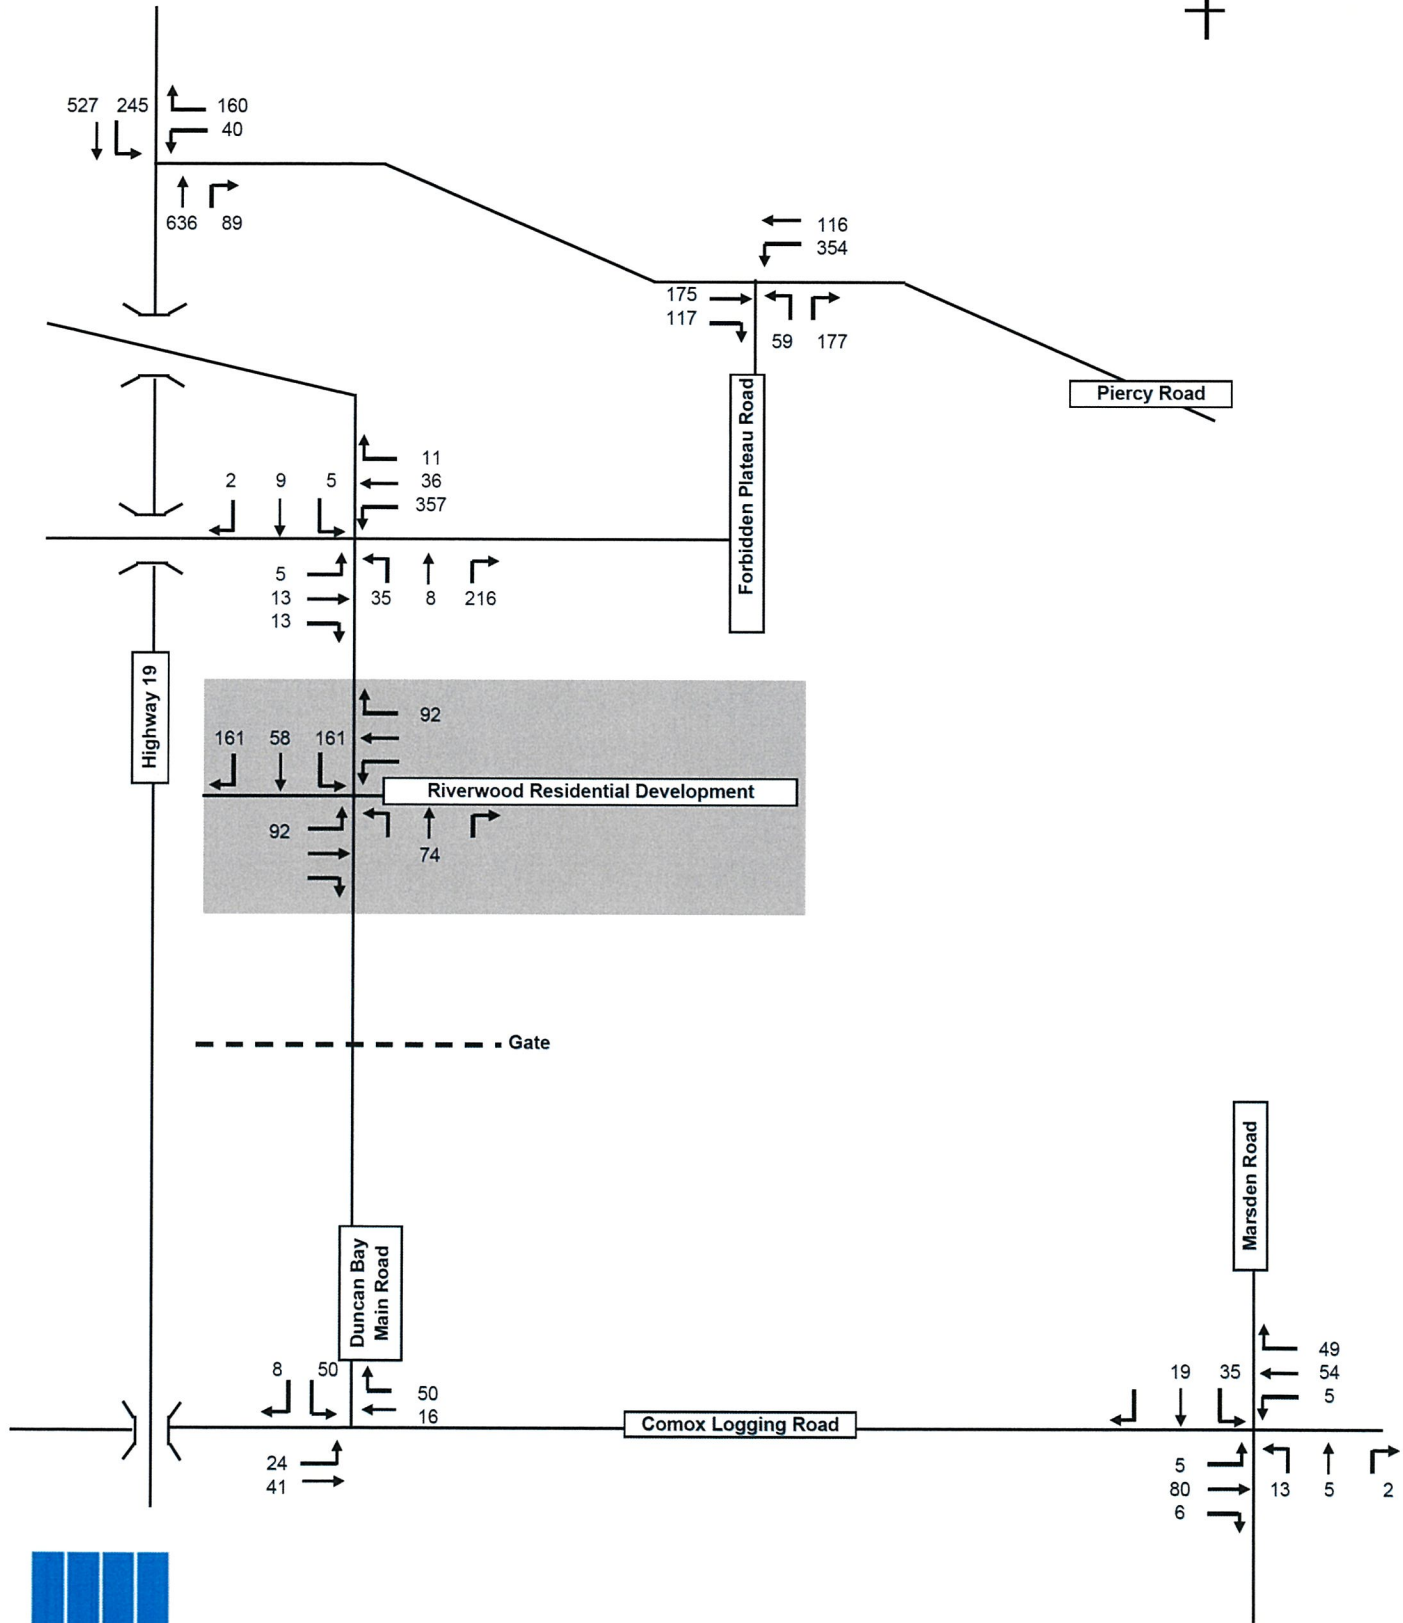 527 245 160
40
636 89
116
354
175
117
59 177
Piercy Road
Forbidden Plateau Road
11
2 9 5 36
357
5
13 35 8 216
13
Highway 19
92
161 58 161
Riverwood Residential Development
92
74
Gate
Marsden Road
Duncan Bay
Main Road
8 50
50
16
49
19 35 54
5
Comox Logging Road
24
41
5
80 13 5 2
6